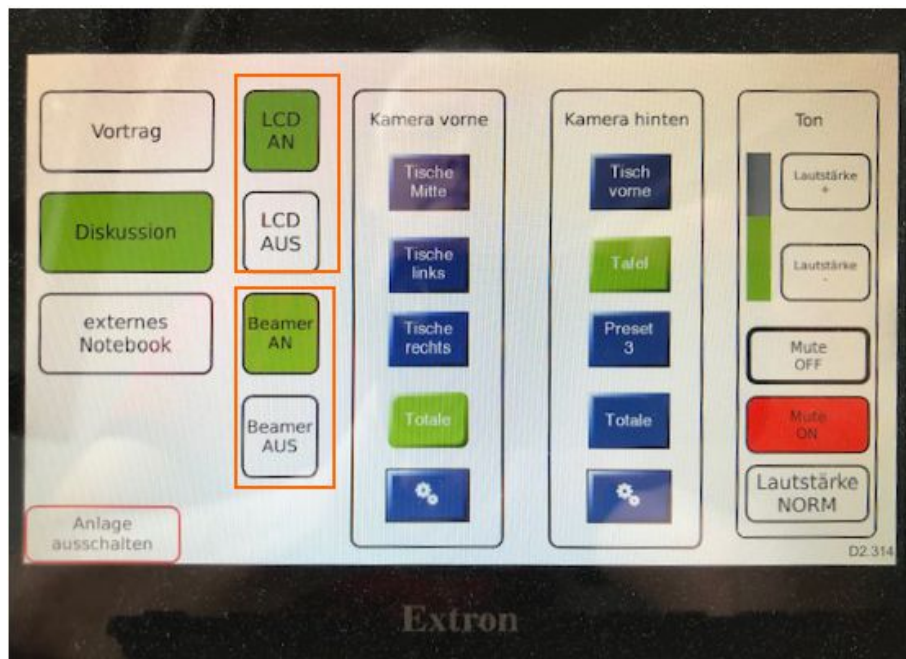 Vortrag
Diskussion
externes
Notebook
Anlage
ausschalten
LCD
AN
LCD
AUS
Beamer
AN
Beamer
AUS
Kamera vorne
Tische
Mitte
Tische
links
Tische
rechts
Totale
Kamera hinten
Tisch
vorne
Tafel
Preset
3
Totale
Ton
Lautstärke
+
Lautstärke
-
Mute
OFF
Mute
ON
Lautstärke
NORM
D2.314
Extron